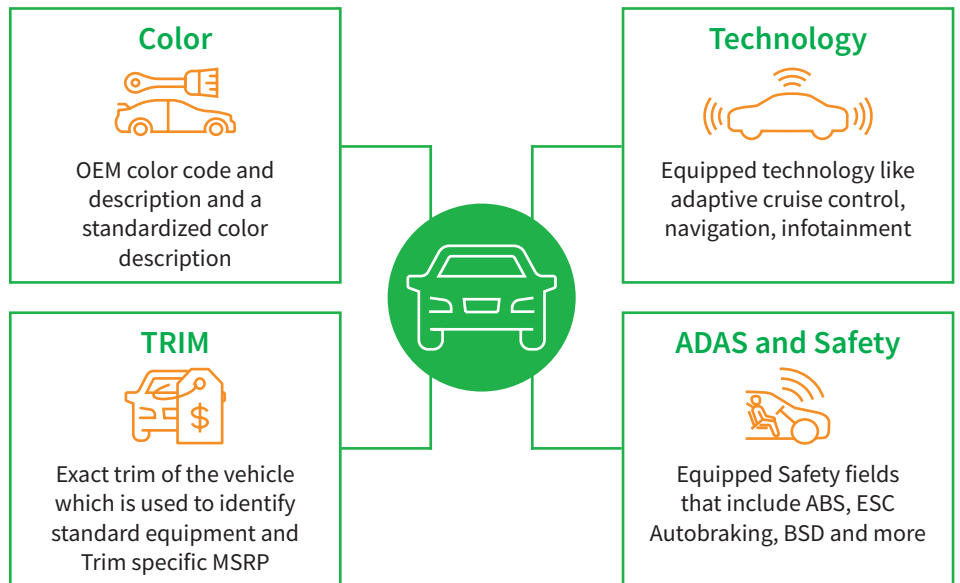 Color
OEM color code and
description and a
standardized color
description
Technology
Equipped technology like
adaptive cruise control,
navigation, infotainment
TRIM
$
Exact trim of the vehicle
which is used to identify
standard equipment and
Trim specific MSRP
ADAS and Safety
Equipped Safety fields
that include ABS, ESC
Autobraking, BSD and more